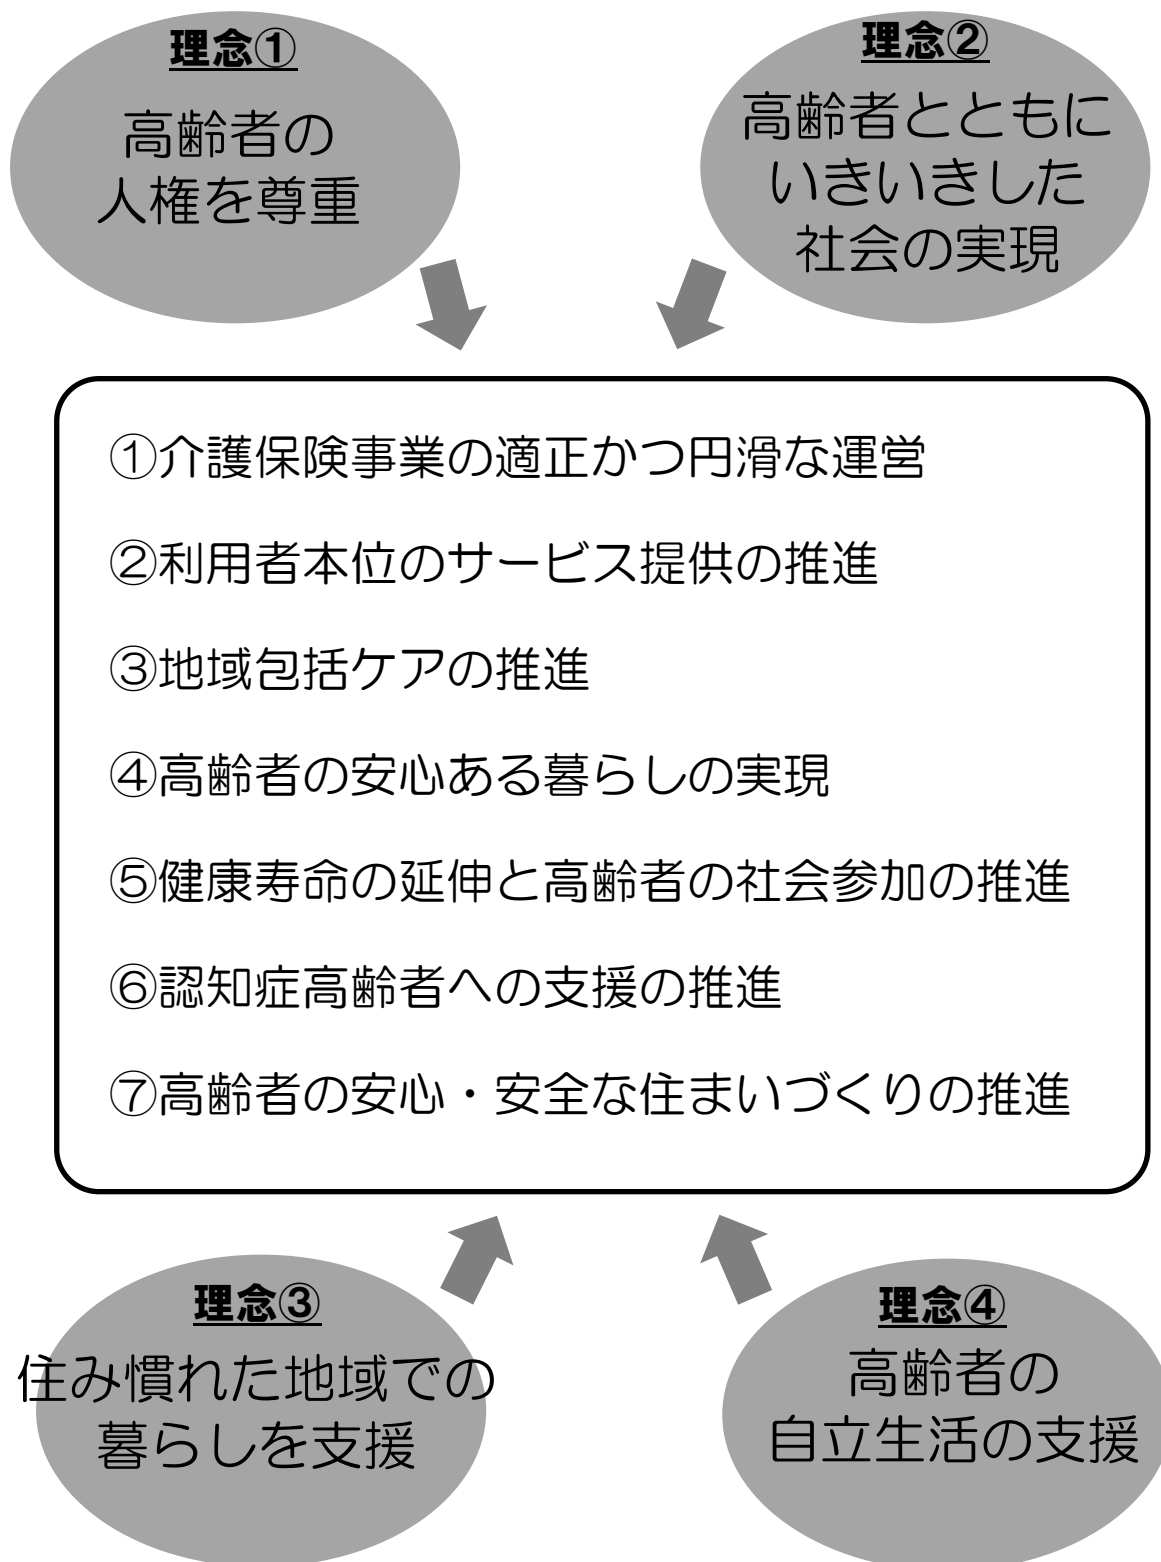 理念①
高齢者の
人権を尊重
理念②
高齢者とともに
いきいきした
社会の実現
①介護保険事業の適正かつ円滑な運営
②利用者本位のサービス提供の推進
③地域包括ケアの推進
④高齢者の安心ある暮らしの実現
⑤健康寿命の延伸と高齢者の社会参加の推進
⑥認知症高齢者への支援の推進
⑦高齢者の安心・安全な住まいづくりの推進
理念③
住み慣れた地域での
暮らしを支援
理念④
高齢者の
自立生活の支援